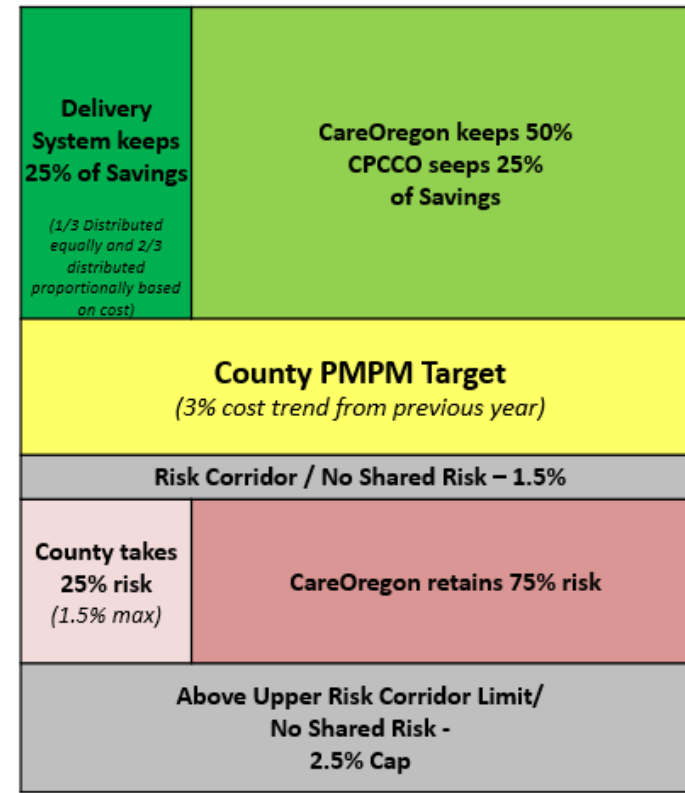 Delivery
System keeps
25% of Savings
(1/3 Distributed
equally and 2/3
distributed
proportionally based
on cost)
CareOregon keeps 50%
CPCCO seeps 25%
of Savings
County PMPM Target
(3% cost trend from previous year)
Risk Corridor / No Shared Risk – 1.5%
County takes
25% risk
(1.5% max)
CareOregon retains 75% risk
Above Upper Risk Corridor Limit/
No Shared Risk -
2.5% Cap